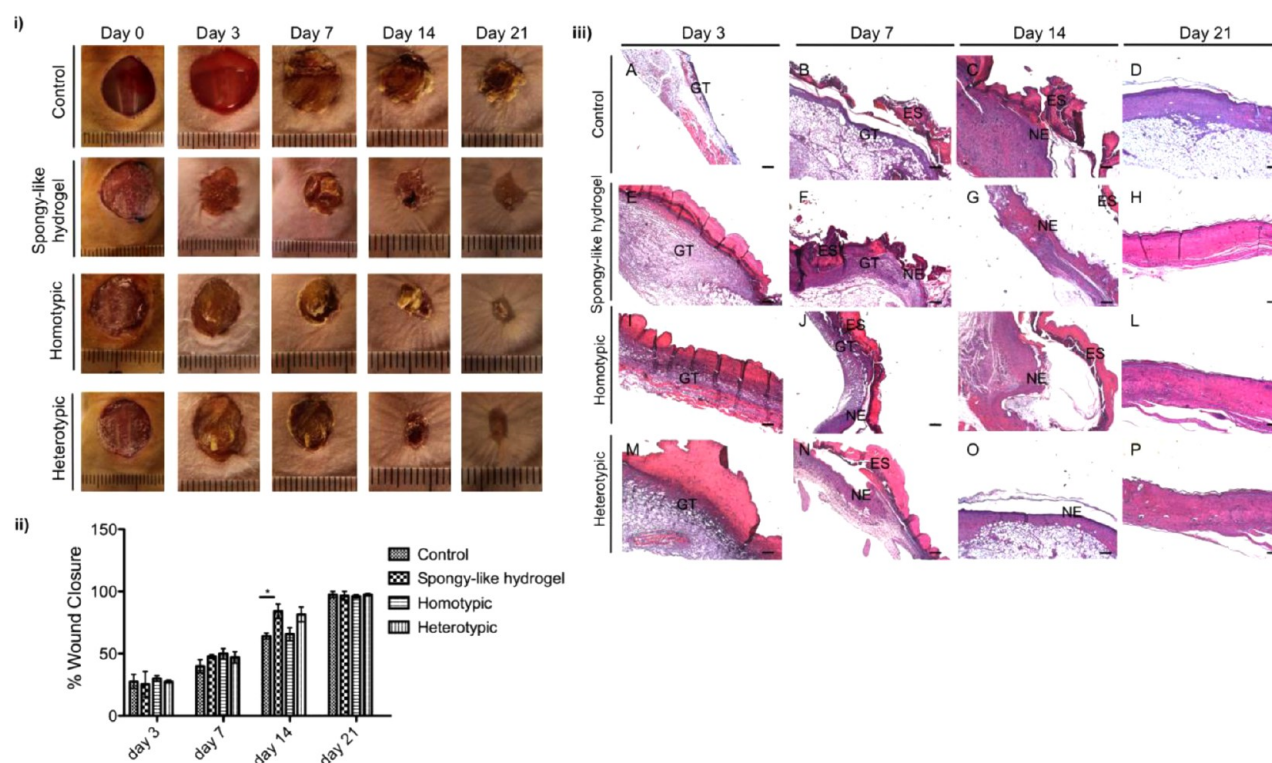 i)
Day 0 Day 3 Day 7 Day 14 Day 21
Control
Spongy-like
hydrogel
Homotypic
Heterotypic
ii)
% Wound Closure
150
100
50
0
*
day 3 day 7 day 14 day 21
Control
Spongy-like hydrogel
Homotypic
Heterotypic
iii)
Day 3 Day 7 Day 14 Day 21
Control
A GT
B ES GT
C ES NE
D
Spongy-like hydrogel
E GT
F ES GT NE
G ES NE
H
Homotypic
I GT
J ES GT NE
ES NE
L
Heterotypic
M GT
N ES NE
O NE
P